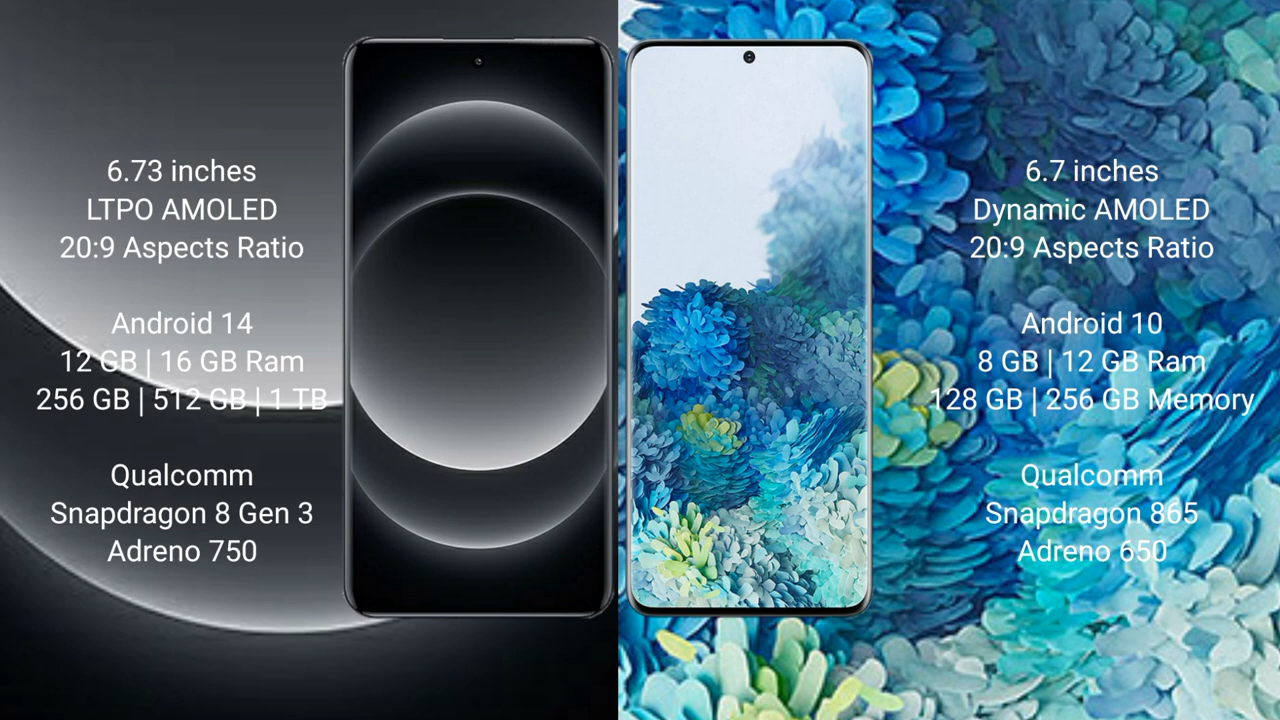 6.73 inches
LTPO AMOLED
20:9 Aspects Ratio
Android 14
12 GB | 16 GB Ram
256 GB | 512 GB | 1 TB
Qualcomm
Snapdragon 8 Gen 3
Adreno 750
6.7 inches
Dynamic AMOLED
20:9 Aspects Ratio
Android 10
8 GB | 12 GB Ram
128 GB | 256 GB Memory
Qualcomm
Snapdragon 865
Adreno 650